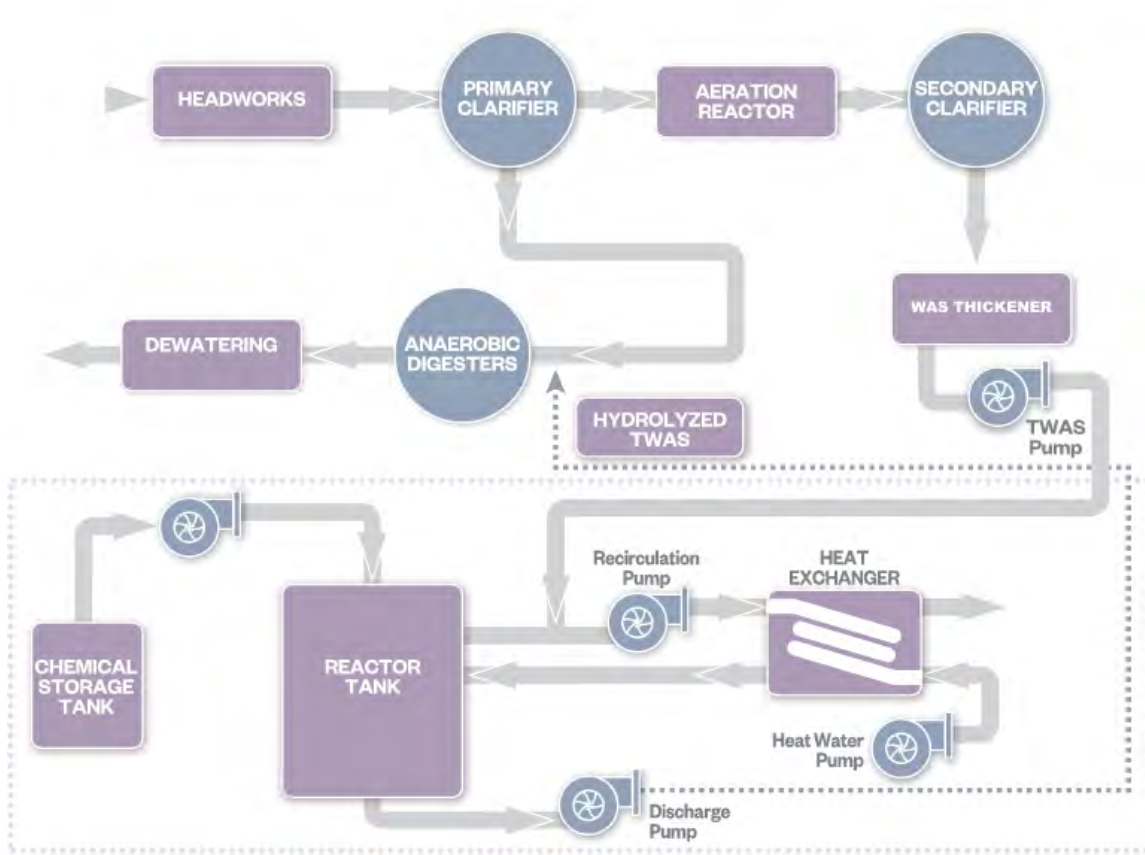 HEADWORKS
PRIMARY
CLARIFIER
AERATION
REACTOR
SECONDARY
CLARIFIER
WAS THICKENER
DEWATERING
ANAEROBIC
DIGESTERS
HYDROLYZED
TWAS
TWAS
Pump
Recirculation
Pump
HEAT
EXCHANGER
CHEMICAL
STORAGE
TANK
REACTOR
TANK
Heat Water
Pump
Discharge
Pump